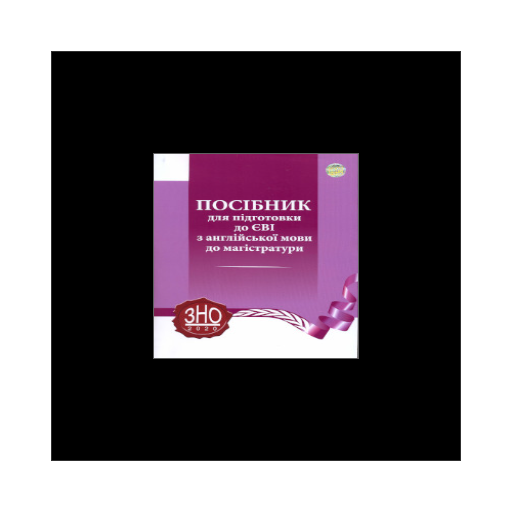 ПОСІБНИК
для підготовки
до ЄВІ
з англійської мови
до магістратури
ЗНО
2020